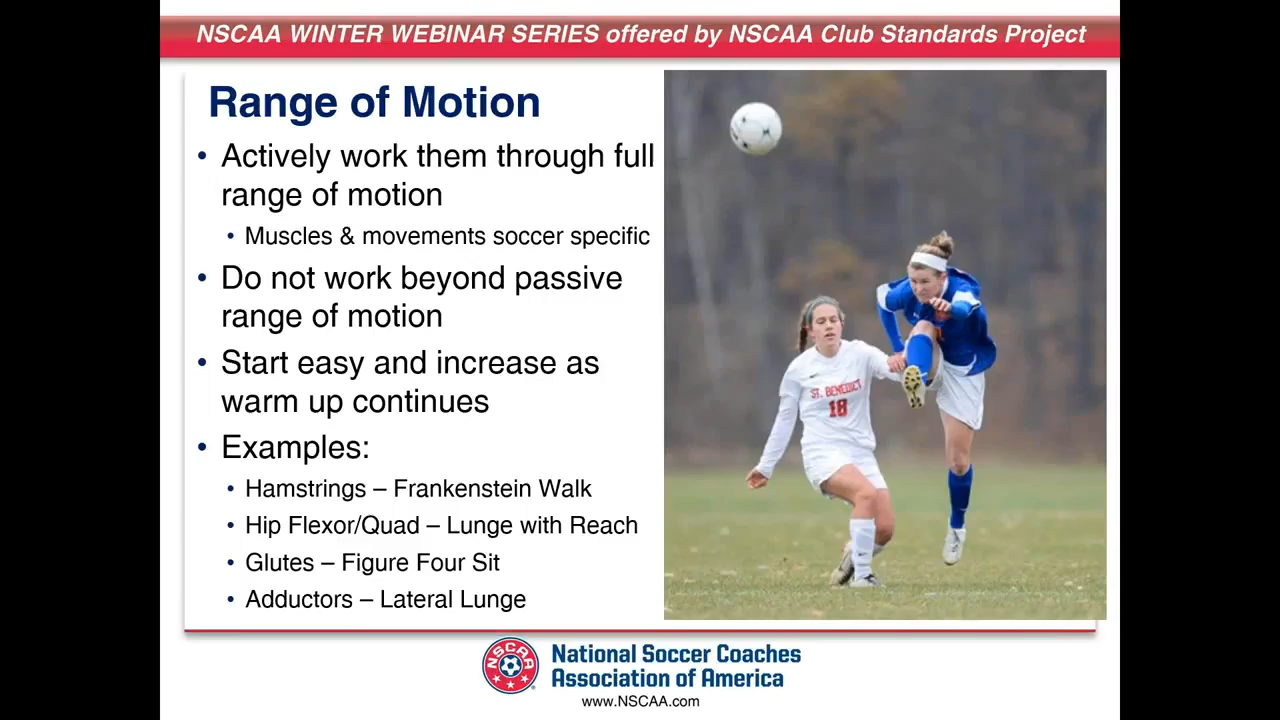 NSCAA WINTER WEBINAR SERIES offered by NSCAA Club Standards Project
Range of Motion
• Actively work them through full
range of motion
• Muscles & movements soccer specific
• Do not work beyond passive
range of motion
• Start easy and increase as
warm up continues
• Examples:
• Hamstrings – Frankenstein Walk
• Hip Flexor/Quad – Lunge with Reach
• Glutes – Figure Four Sit
• Adductors – Lateral Lunge
ST. BENEDICT
18
NSCAA
National Soccer Coaches
Association of America
www.NSCAA.com